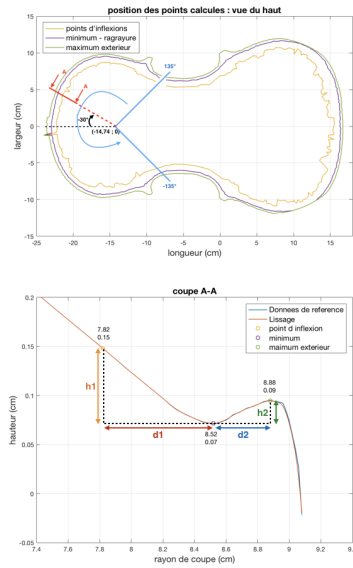 position des points calcules : vue du haut
15
10
5
0
-5
-10
-15
largeur (cm)
points d'inflexions
minimum - ragrayure
maximum exterieur
A
A
135°
-30°
(-14,74 ; 0)
-135°
-25
-20
-15
-10
-5
0
5
10
15
longueur (cm)
coupe A-A
0.2
0.15
0.1
0.05
0
-0.05
hauteur (cm)
Donnees de reference
Lissage
point d inflexion
minimum
maimum exterieur
7.82
0.15
h1
d1
8.52
0.07
d2
8.88
0.09
h2
7.4
7.6
7.8
8
8.2
8.4
8.6
8.8
9
9.2
9.
rayon de coupe (cm)